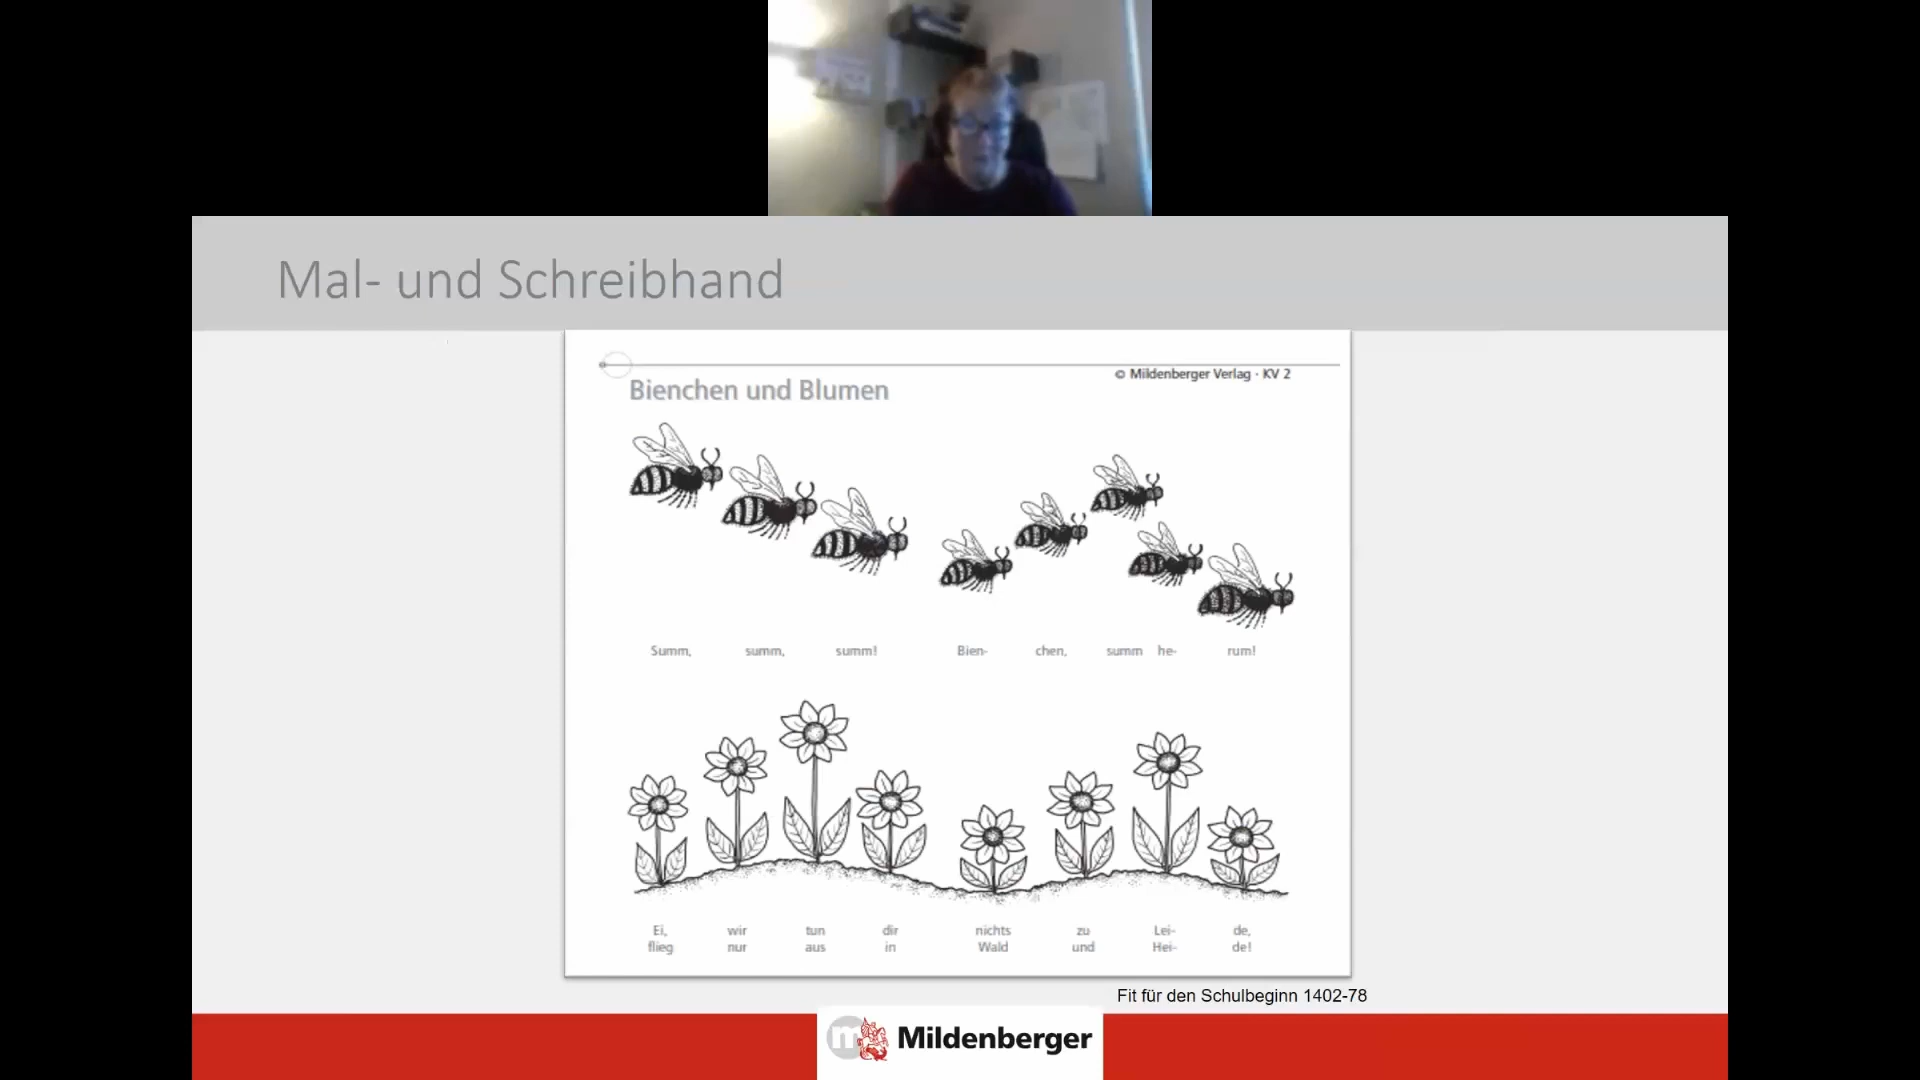 Mal- und Schreibhand
© Mildenberger Verlag · KV 2
Bienchen und Blumen
Summ, summ, summ! Bien- chen, summ he- rum!
Ei, wir tun dir nichts zu Lei- de,
flieg nur aus in Wald und Hei- de!
Fit für den Schulbeginn 1402-78
m Mildenberger